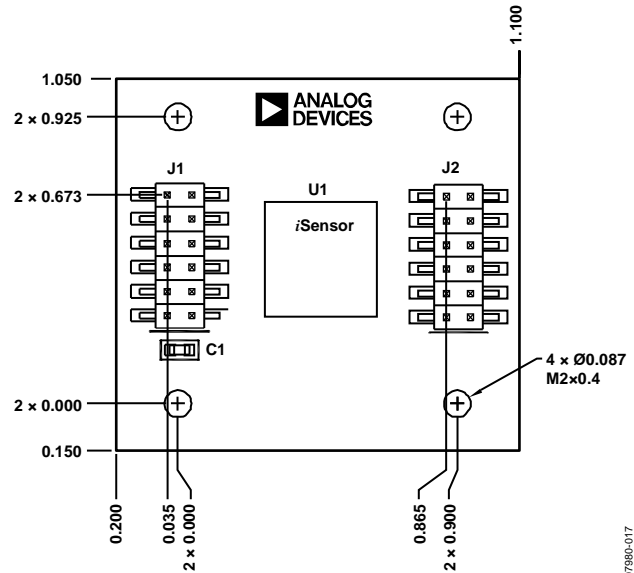 1.100
1.050
2 × 0.925
ANALOG
DEVICES
J1
J2
2 × 0.673
U1
iSensor
C1
4 × Ø0.087
M2×0.4
2 × 0.000
0.150
0.200
0.035
2 × 0.000
0.865
2 × 0.900
07980-017